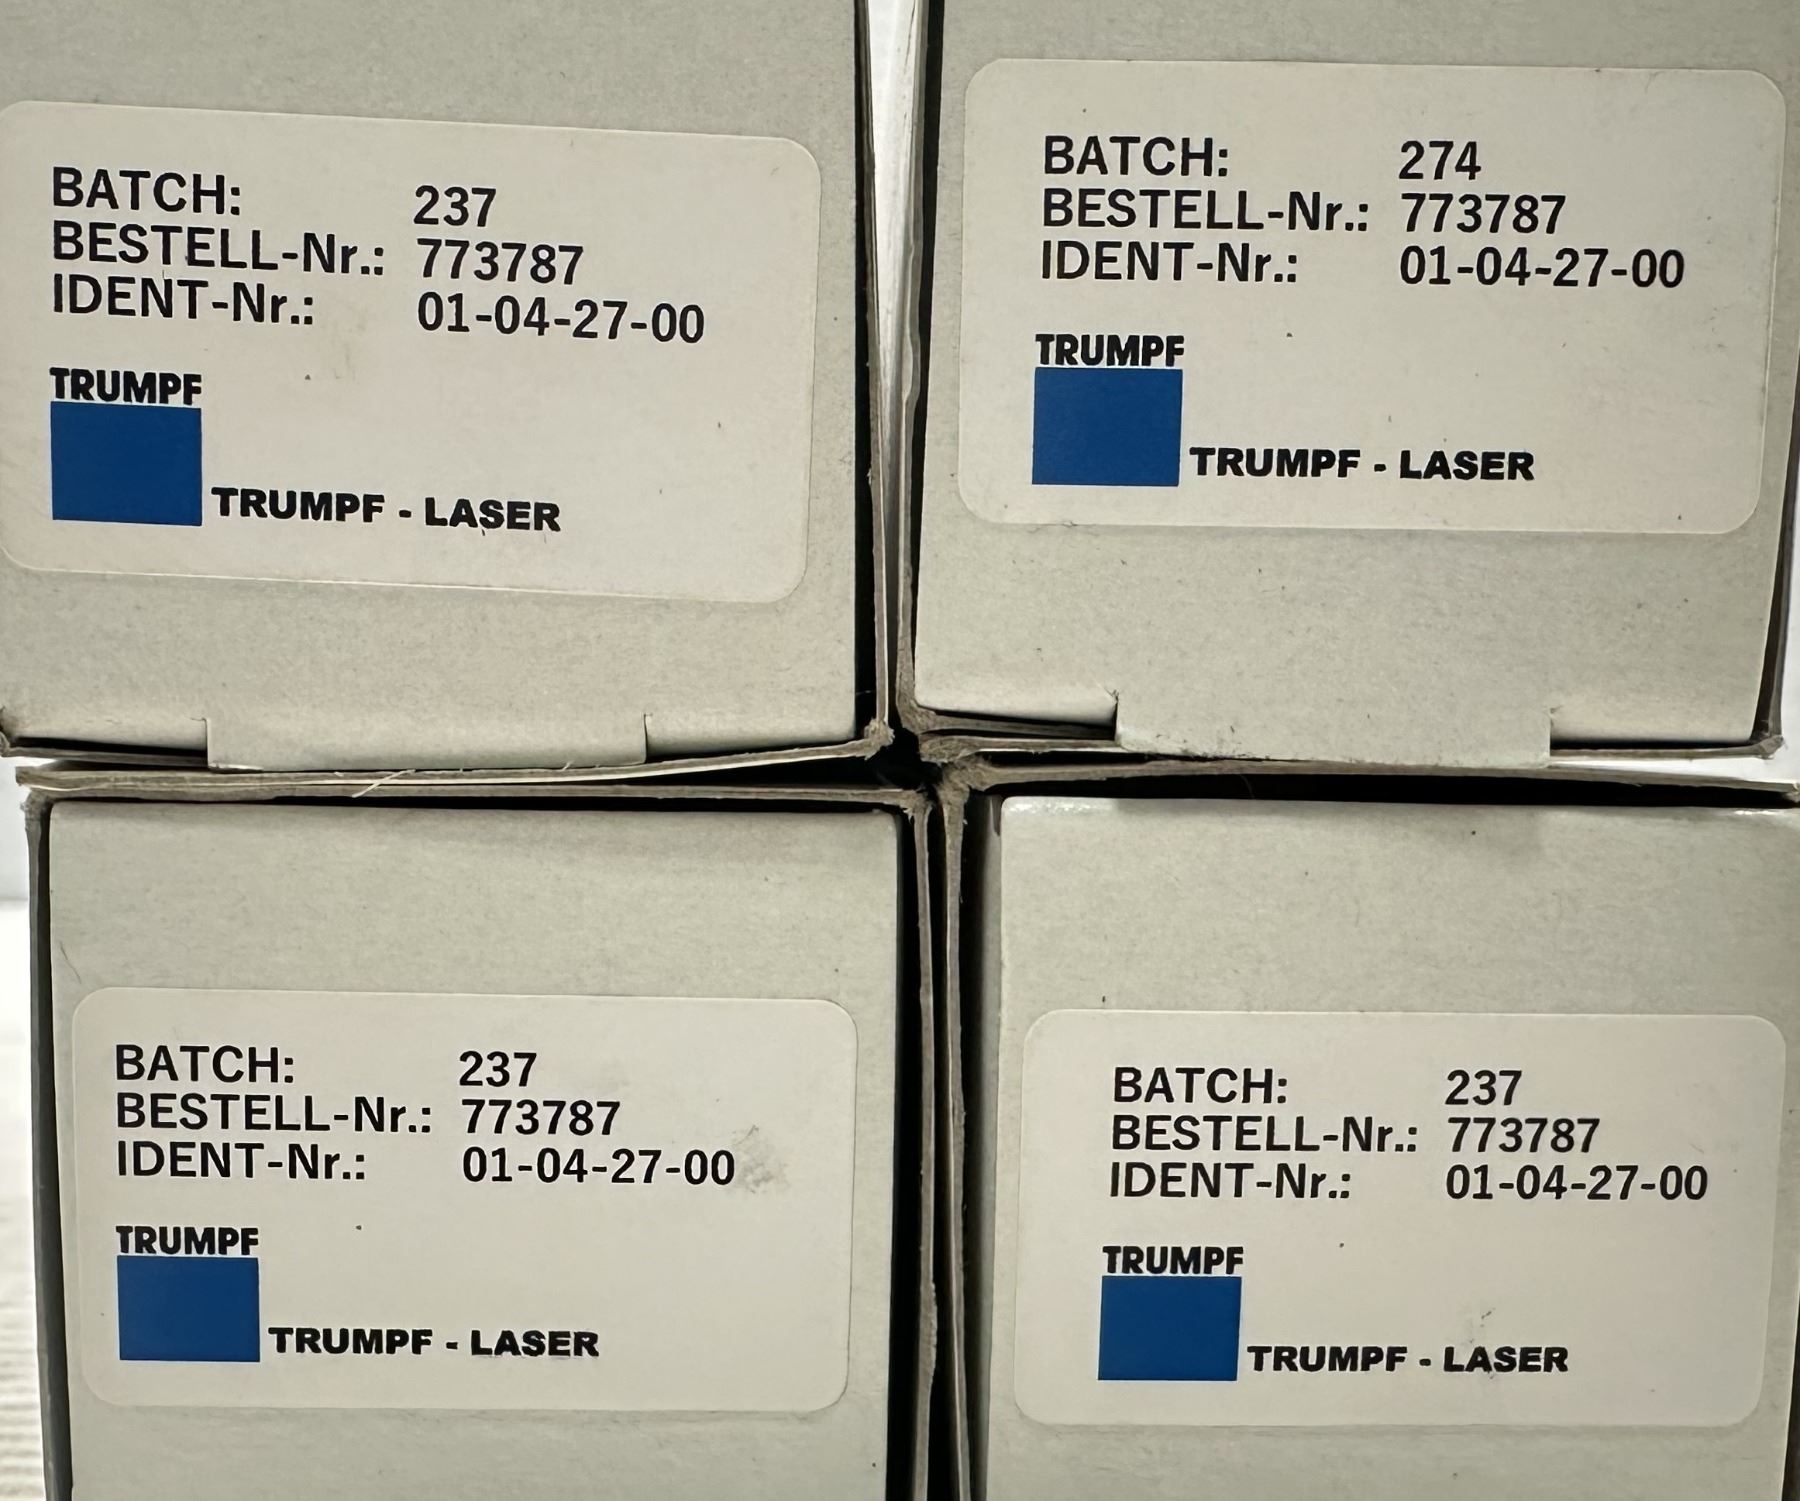 BATCH: 237
BESTELL-Nr.: 773787
IDENT-Nr.: 01-04-27-00
TRUMPF
TRUMPF - LASER
BATCH: 274
BESTELL-Nr.: 773787
IDENT-Nr.: 01-04-27-00
TRUMPF
TRUMPF - LASER
BATCH: 237
BESTELL-Nr.: 773787
IDENT-Nr.: 01-04-27-00
TRUMPF
TRUMPF - LASER
BATCH: 237
BESTELL-Nr.: 773787
IDENT-Nr.: 01-04-27-00
TRUMPF
TRUMPF - LASER